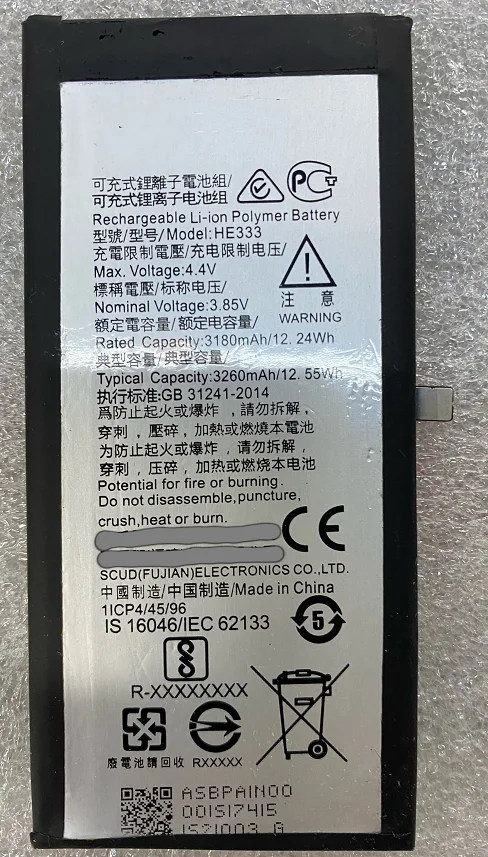 可充式鋰離子電池組/
可充式锂离子电池组/
Rechargeable Li-ion Polymer Battery
型號/型号/Model:HE333
充電限制電壓/充电限制电压/
Max. Voltage:4.4V
標稱電壓/标称电压/
Nominal Voltage:3.85V
注 意
WARNING
額定電容量/额定电容量/
Rated Capacity:3180mAh/12.24Wh
典型容量/典型容量/
Typical Capacity:3260mAh/12.55Wh
执行标准:GB 31241-2014
爲防止起火或爆炸，請勿拆解，
穿刺，壓碎，加熱或燃燒本電池
为防止起火或爆炸，请勿拆解，
穿刺，压碎，加热或燃烧本电池
Potential for fire or burning.
Do not disassemble,puncture,
crush,heat or burn.
CE
SCUD(FUJIAN)ELECTRONICS CO.,LTD.
中國制造/中国制造/Made in China
1ICP4/45/96
IS 16046/IEC 62133
5
R-XXXXXXXX
廢電池請回收 RXXXXX
ASBPA1N00
001S17415
1S21003 G